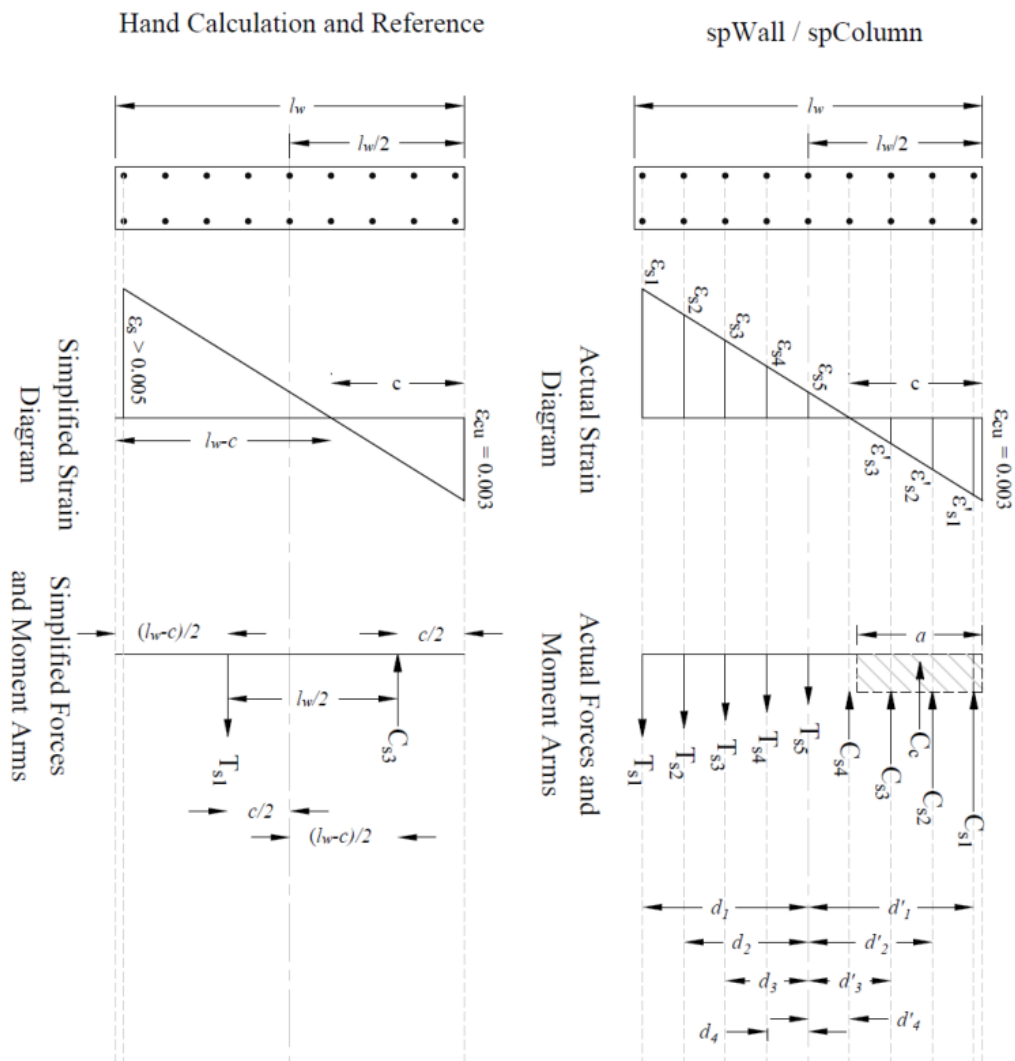 Hand Calculation and Reference
spWall / spColumn
lw
lw/2
lw
lw/2
εs > 0.005
c
lw-c
εcu = 0.003
Simplified Strain
Diagram
εs1
εs2
εs3
εs4
εs5
c
ε's3
ε's2
ε's1
εcu = 0.003
Actual Strain
Diagram
(lw-c)/2
c/2
lw/2
Ts1
Cs3
c/2
(lw-c)/2
Simplified Forces
and Moment Arms
a
Ts1
Ts2
Ts3
Ts4
Ts5
Cs4
Cs3
Cc
Cs2
Cs1
Actual Forces and
Moment Arms
d1
d'1
d2
d'2
d3
d'3
d4
d'4